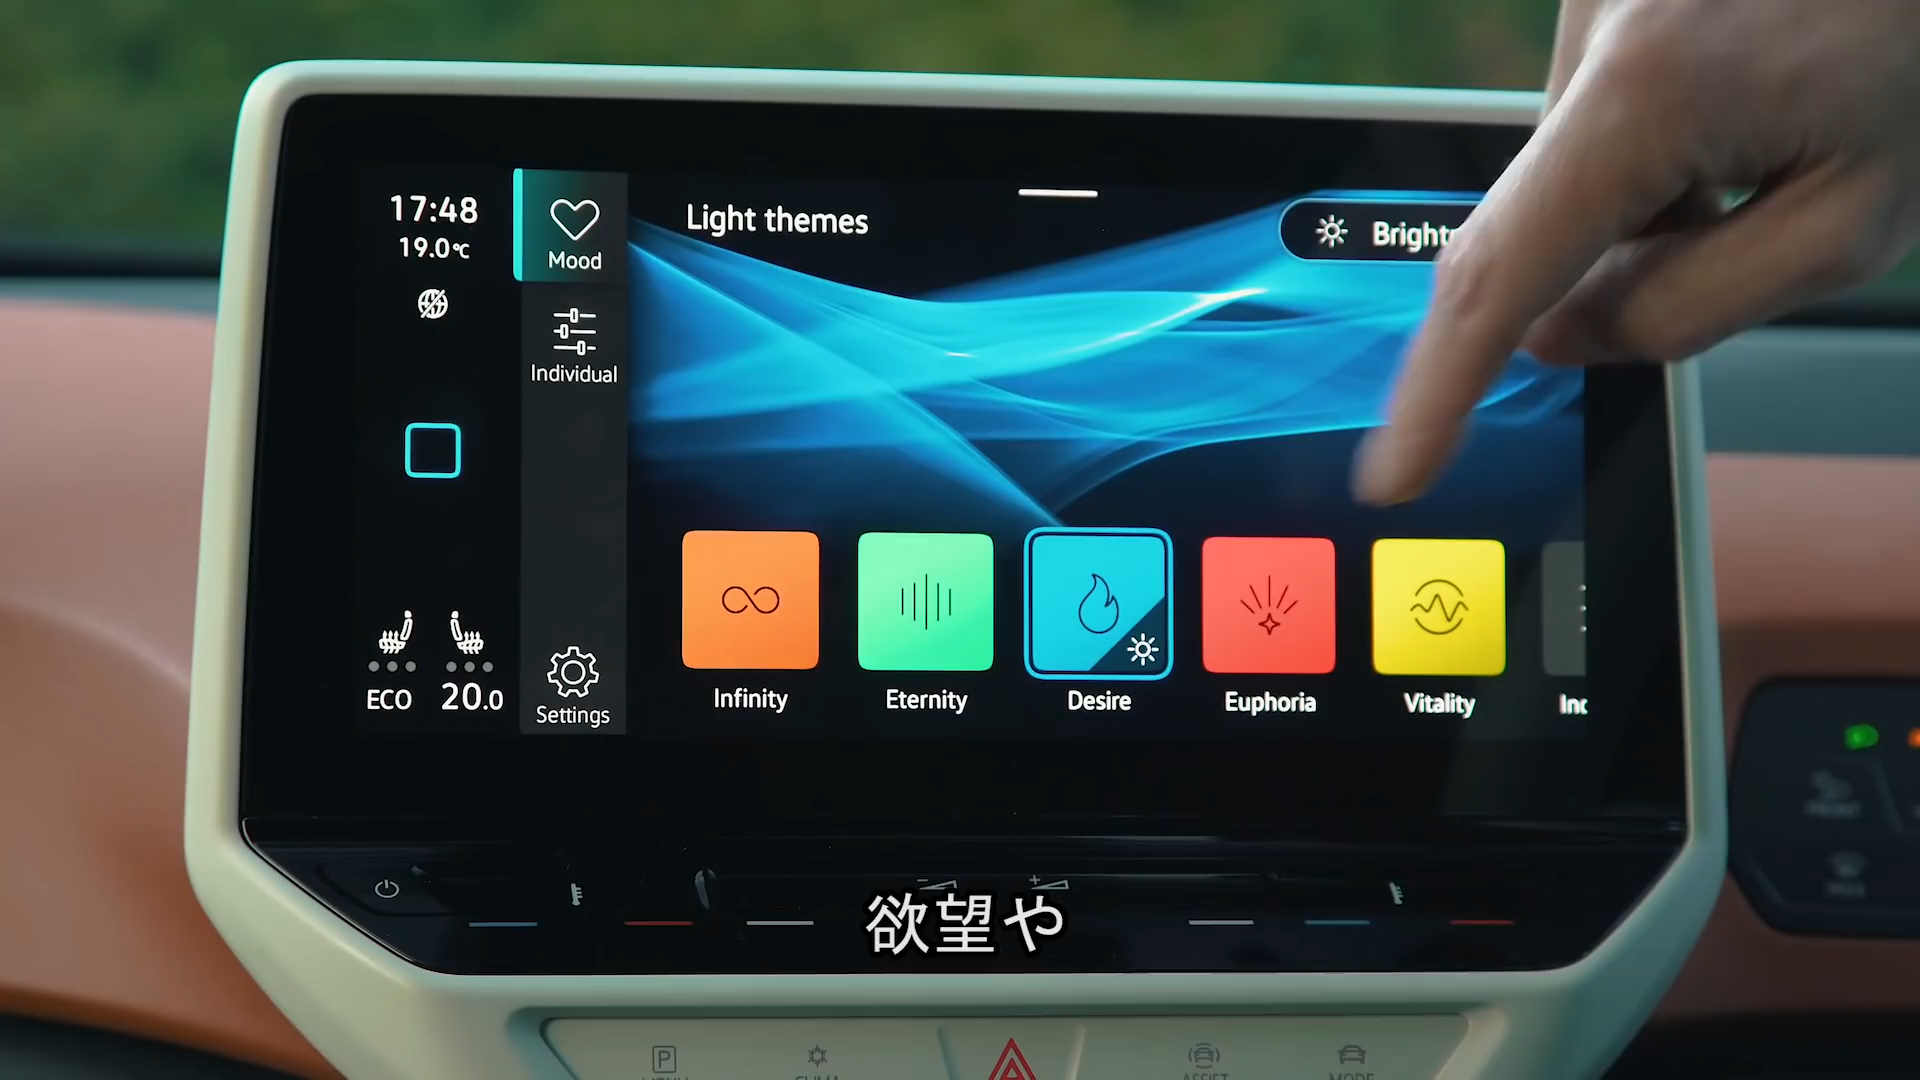 17:48
19.0°C
Mood
Individual
Settings
ECO
20.0
Light themes
Infinity
Eternity
Desire
Euphoria
Vitality
欲望や
P